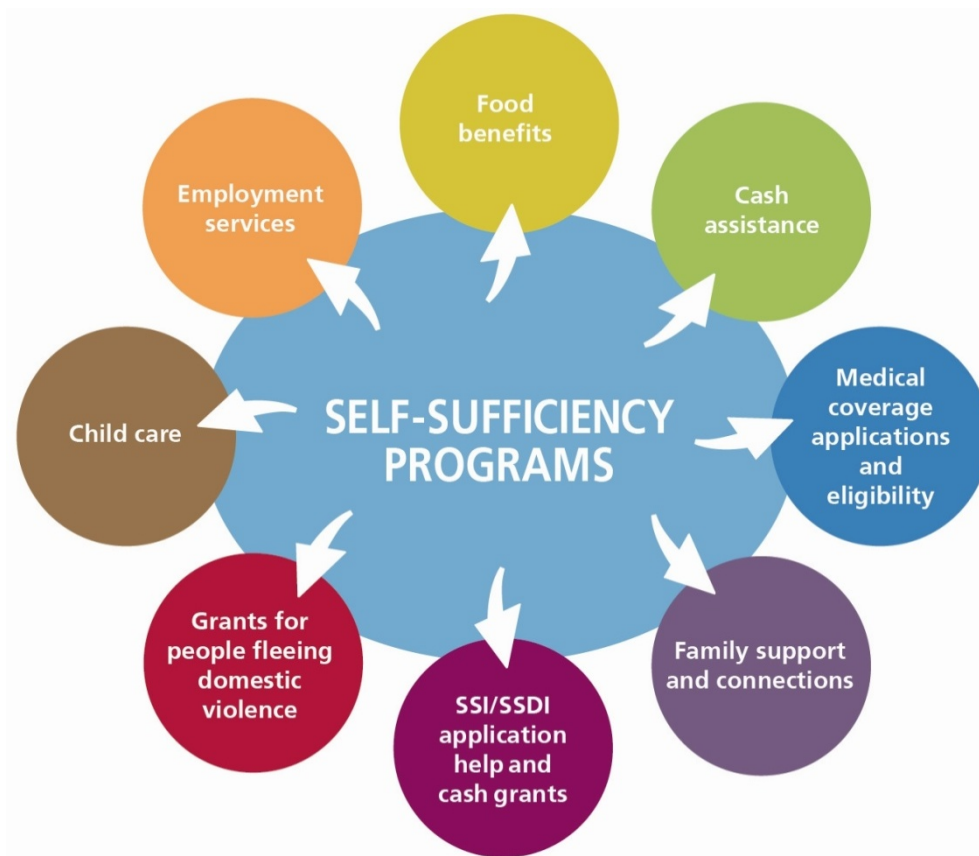 Food
benefits
Cash
assistance
Medical
coverage
applications
and
eligibility
Family support
and connections
SSI/SSDI
application
help and
cash grants
Grants for
people fleeing
domestic
violence
Child care
Employment
services
SELF-SUFFICIENCY
PROGRAMS